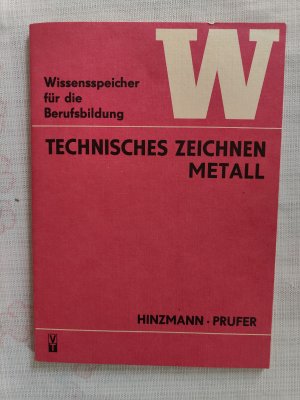 W
Wissensspeicher
für die
Berufsbildung
TECHNISCHES ZEICHNEN
METALL
HINZMANN · PRUFER
VT